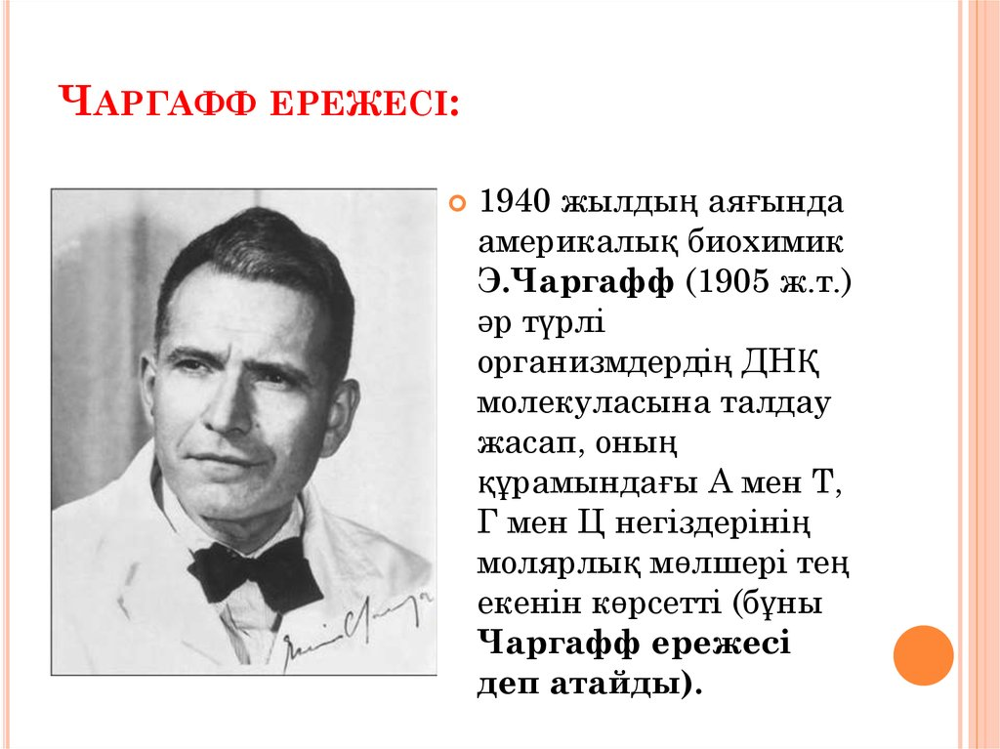 ЧАРГАФФ ЕРЕЖЕСІ:
1940 жылдың аяғында
америкалық биохимик
Э.Чаргафф (1905 ж.т.)
әр түрлі
организмдердің ДНҚ
молекуласына талдау
жасап, оның
құрамындағы А мен Т,
Г мен Ц негіздерінің
молярлық мөлшері тең
екенін көрсетті (бұны
Чаргафф ережесі
деп атайды).